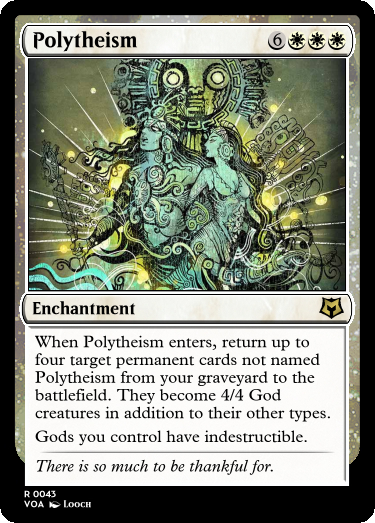 Polytheism 6
Enchantment
When Polytheism enters, return up to
four target permanent cards not named
Polytheism from your graveyard to the
battlefield. They become 4/4 God
creatures in addition to their other types.
Gods you control have indestructible.
There is so much to be thankful for.
R 0043
VOA Looch